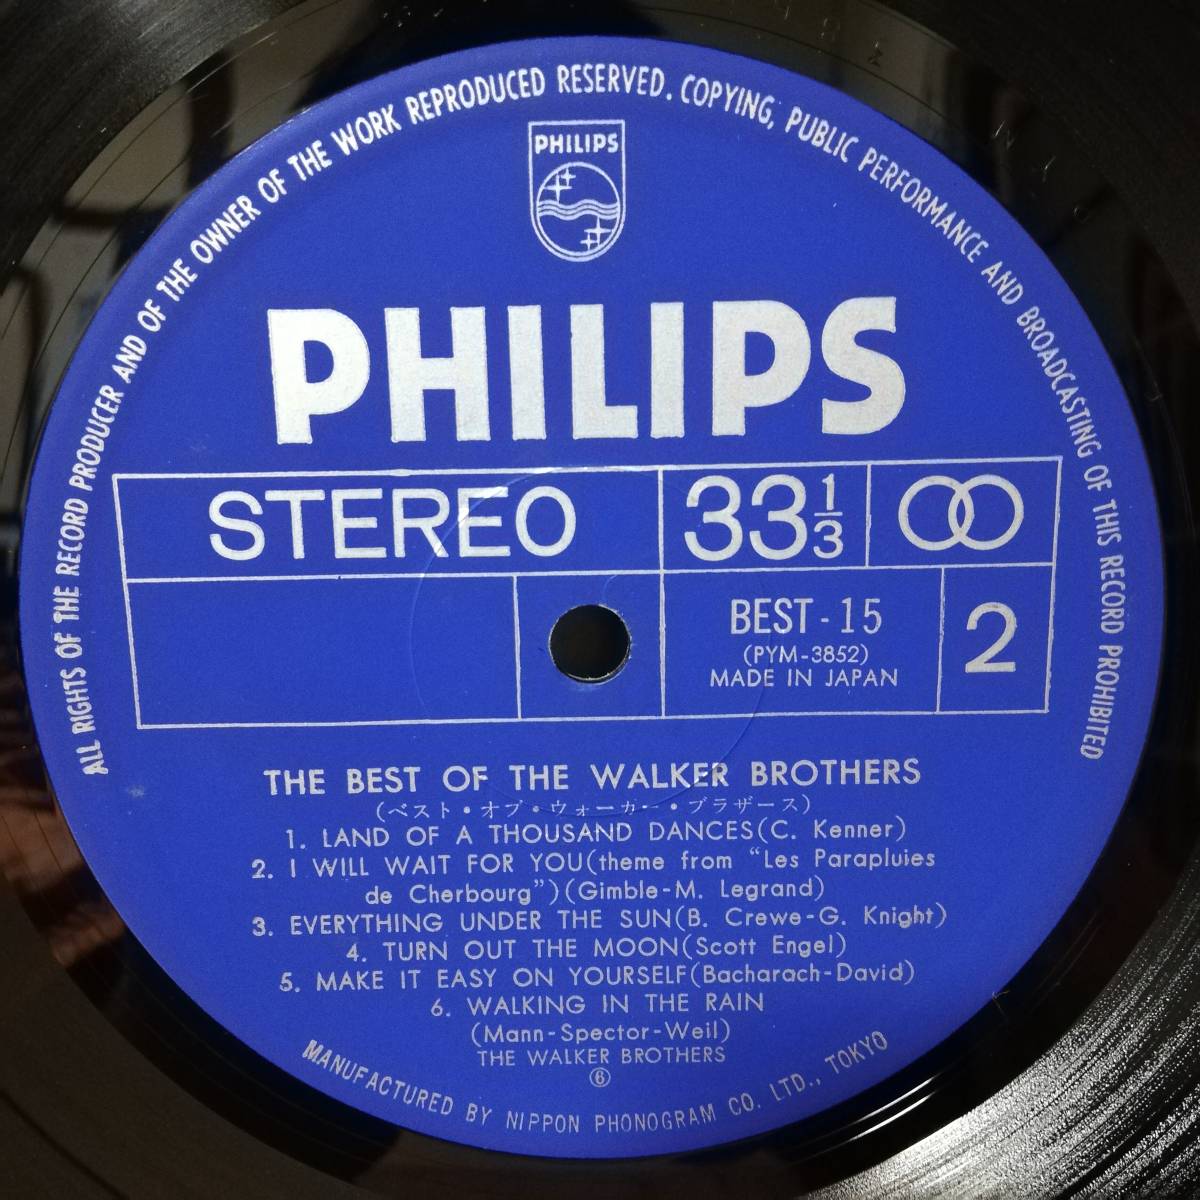 ALL RIGHTS OF THE RECORD PRODUCER AND OF THE OWNER OF THE WORK REPRODUCED RESERVED. COPYING, PUBLIC PERFORMANCE AND BROADCASTING OF THIS RECORD PROHIBITED
PHILIPS
PHILIPS
STEREO 33 1/3
BEST-15 2
(PYM-3852)
MADE IN JAPAN
THE BEST OF THE WALKER BROTHERS
(ベスト・オブ・ウォーカー・ブラザース)
1. LAND OF A THOUSAND DANCES(C. Kenner)
2. I WILL WAIT FOR YOU(theme from "Les Parapluies
de Cherbourg")(Gimble-M. Legrand)
3. EVERYTHING UNDER THE SUN(B. Crewe-G. Knight)
4. TURN OUT THE MOON(Scott Engel)
5. MAKE IT EASY ON YOURSELF(Bacharach-David)
6. WALKING IN THE RAIN
(Mann-Spector-Weil)
THE WALKER BROTHERS
⑥
MANUFACTURED BY NIPPON PHONOGRAM CO. LTD., TOKYO